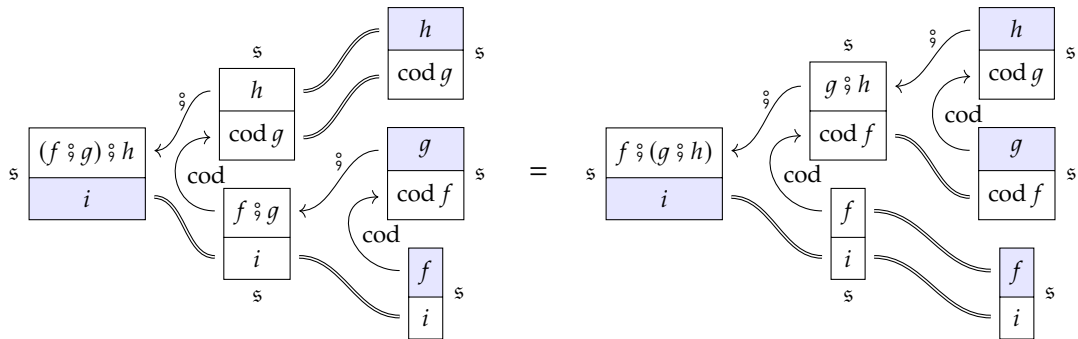 h
𝔰
𝔰
cod g
h
⨟
cod g
(f ⨟ g) ⨟ h
g
𝔰
⨟
i
cod
cod f
𝔰
f ⨟ g
cod
i
f
𝔰
𝔰
i
=
h
𝔰
⨟
𝔰
cod g
g ⨟ h
⨟
cod
cod f
f ⨟ (g ⨟ h)
g
𝔰
𝔰
i
cod
cod f
f
i
f
𝔰
𝔰
i